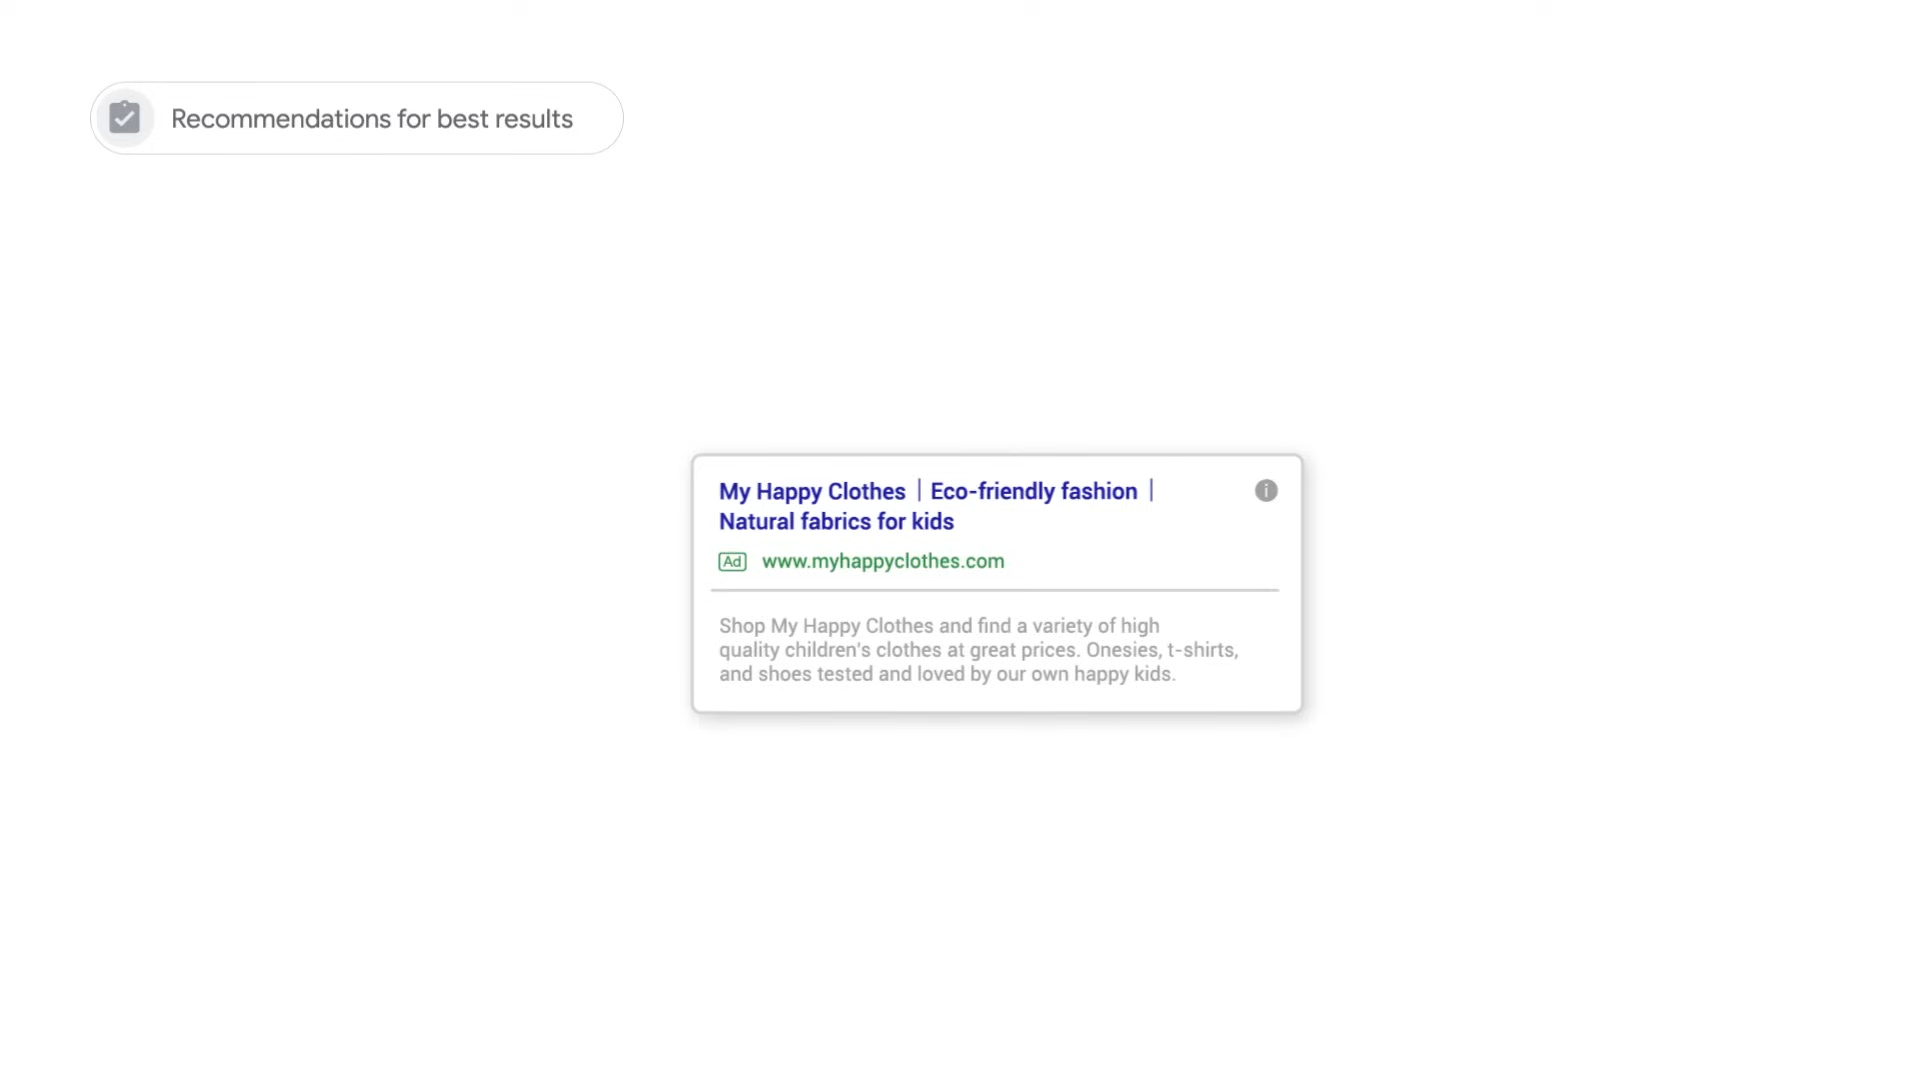 Recommendations for best results
My Happy Clothes | Eco-friendly fashion |
Natural fabrics for kids
Ad www.myhappyclothes.com
Shop My Happy Clothes and find a variety of high
quality children's clothes at great prices. Onesies, t-shirts,
and shoes tested and loved by our own happy kids.